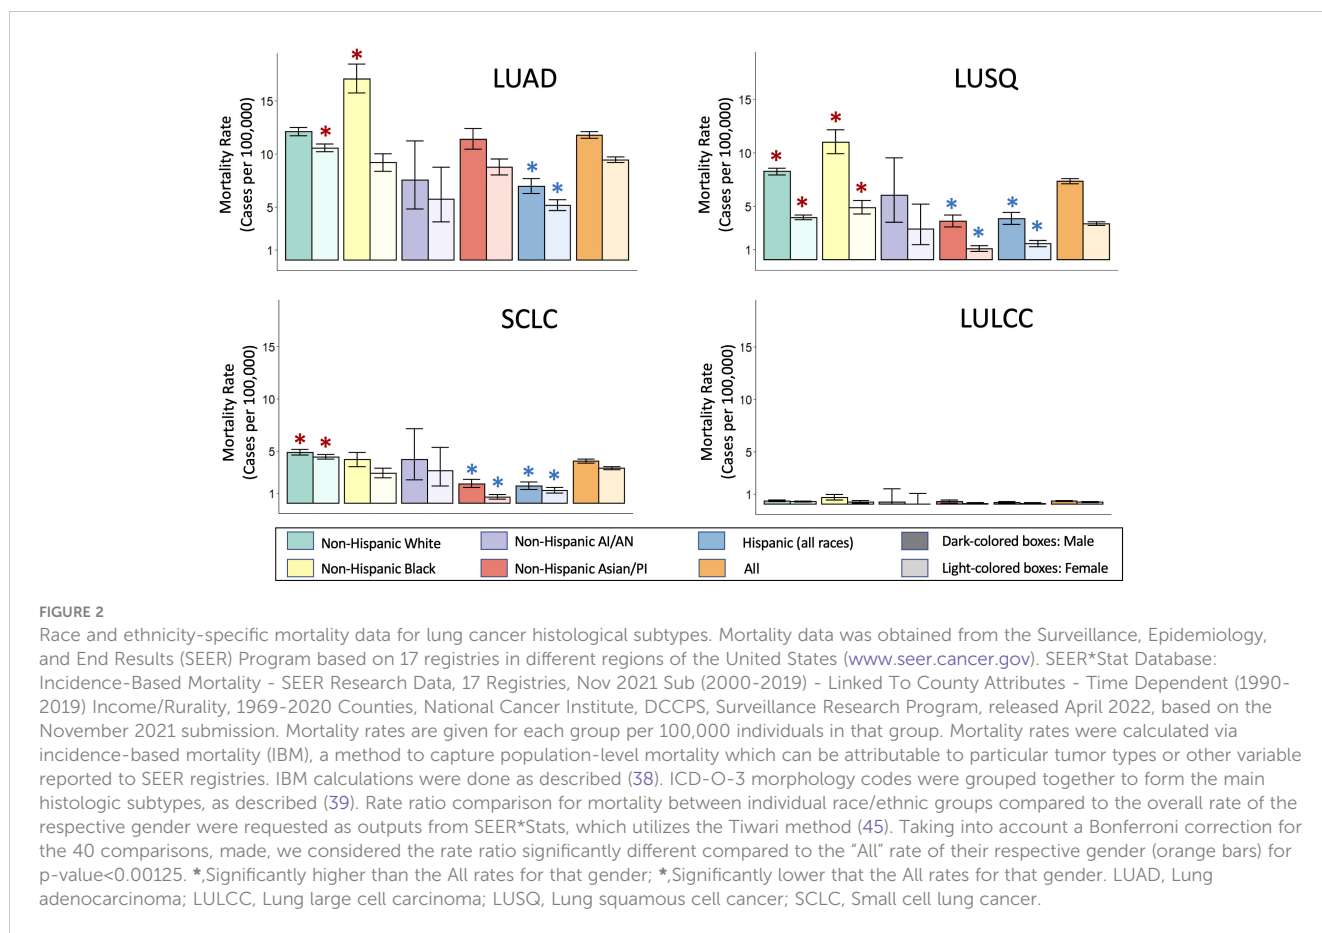 LUAD
Mortality Rate
(Cases per 100,000)
15
10
5
1
*
*
*
*
LUSQ
Mortality Rate
(Cases per 100,000)
15
10
5
1
*
*
*
*
*
*
*
*
SCLC
Mortality Rate
(Cases per 100,000)
15
10
5
1
*
*
*
*
*
*
LULCC
Mortality Rate
(Cases per 100,000)
15
10
5
1
Non-Hispanic White
Non-Hispanic AI/AN
Hispanic (all races)
Dark-colored boxes: Male
Non-Hispanic Black
Non-Hispanic Asian/PI
All
Light-colored boxes: Female
FIGURE 2
Race and ethnicity-specific mortality data for lung cancer histological subtypes. Mortality data was obtained from the Surveillance, Epidemiology,
and End Results (SEER) Program based on 17 registries in different regions of the United States (www.seer.cancer.gov). SEER*Stat Database:
Incidence-Based Mortality - SEER Research Data, 17 Registries, Nov 2021 Sub (2000-2019) - Linked To County Attributes - Time Dependent (1990-
2019) Income/Rurality, 1969-2020 Counties, National Cancer Institute, DCCPS, Surveillance Research Program, released April 2022, based on the
November 2021 submission. Mortality rates are given for each group per 100,000 individuals in that group. Mortality rates were calculated via
incidence-based mortality (IBM), a method to capture population-level mortality which can be attributable to particular tumor types or other variable
reported to SEER registries. IBM calculations were done as described (38). ICD-O-3 morphology codes were grouped together to form the main
histologic subtypes, as described (39). Rate ratio comparison for mortality between individual race/ethnic groups compared to the overall rate of the
respective gender were requested as outputs from SEER*Stats, which utilizes the Tiwari method (45). Taking into account a Bonferroni correction for
the 40 comparisons, made, we considered the rate ratio significantly different compared to the "All" rate of their respective gender (orange bars) for
p-value<0.00125. *,Significantly higher than the All rates for that gender; *,Significantly lower that the All rates for that gender. LUAD, Lung
adenocarcinoma; LULCC, Lung large cell carcinoma; LUSQ, Lung squamous cell cancer; SCLC, Small cell lung cancer.